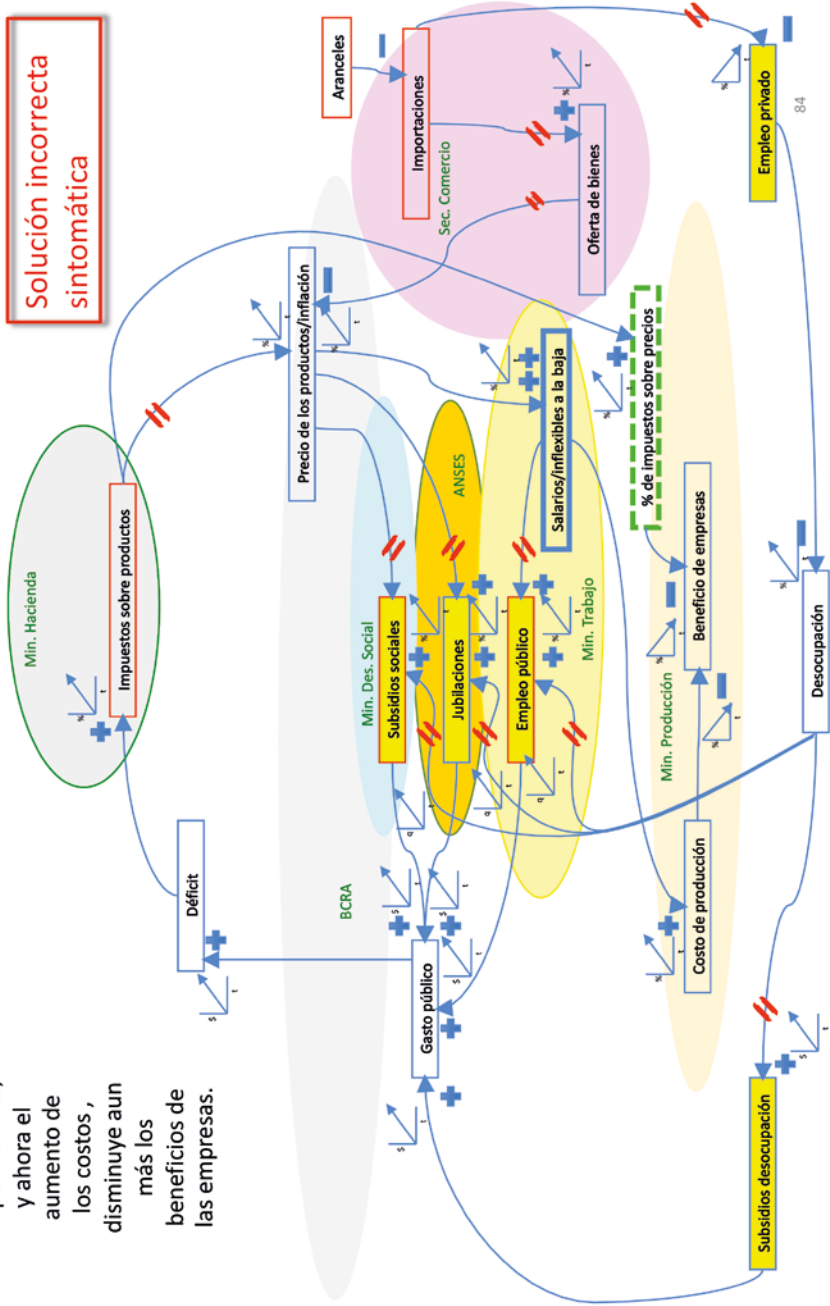 Solución incorrecta
sintomática
y ahora el
aumento de
los costos ,
disminuye aun
más los
beneficios de
las empresas.
Min. Hacienda
Impuestos sobre productos
% t
Déficit
$ t
BCRA
Precio de los productos/inflación
% t
% t
Aranceles
Importaciones
Sec. Comercio
Oferta de bienes
% t
Min. Des. Social
Subsidios sociales
% t
q t
ANSES
Jubilaciones
% t
q t
Empleo público
% t
q t
Min. Trabajo
Salarios/inflexibles a la baja
% t
Gasto público
$ t
$ t
$ t
$ t
% de impuestos sobre precios
% t
Min. Producción
Costo de producción
% t
Beneficio de empresas
% t
% t
Empleo privado
% t
Desocupación
% t
Subsidios desocupación
$ t
84